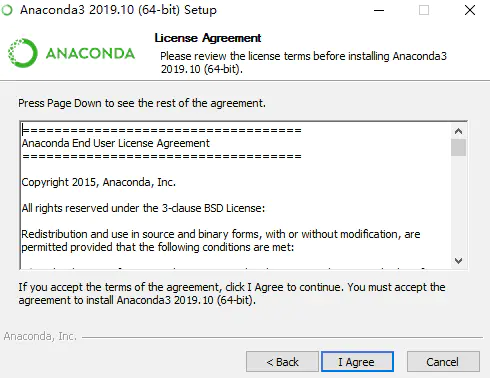 Anaconda3 2019.10 (64-bit) Setup
ANACONDA
License Agreement
Please review the license terms before installing Anaconda3
2019.10 (64-bit).
Press Page Down to see the rest of the agreement.
===================================
Anaconda End User License Agreement
===================================
Copyright 2015, Anaconda, Inc.
All rights reserved under the 3-clause BSD License:
Redistribution and use in source and binary forms, with or without modification, are
permitted provided that the following conditions are met:
If you accept the terms of the agreement, click I Agree to continue. You must accept the
agreement to install Anaconda3 2019.10 (64-bit).
Anaconda, Inc.
< Back
I Agree
Cancel